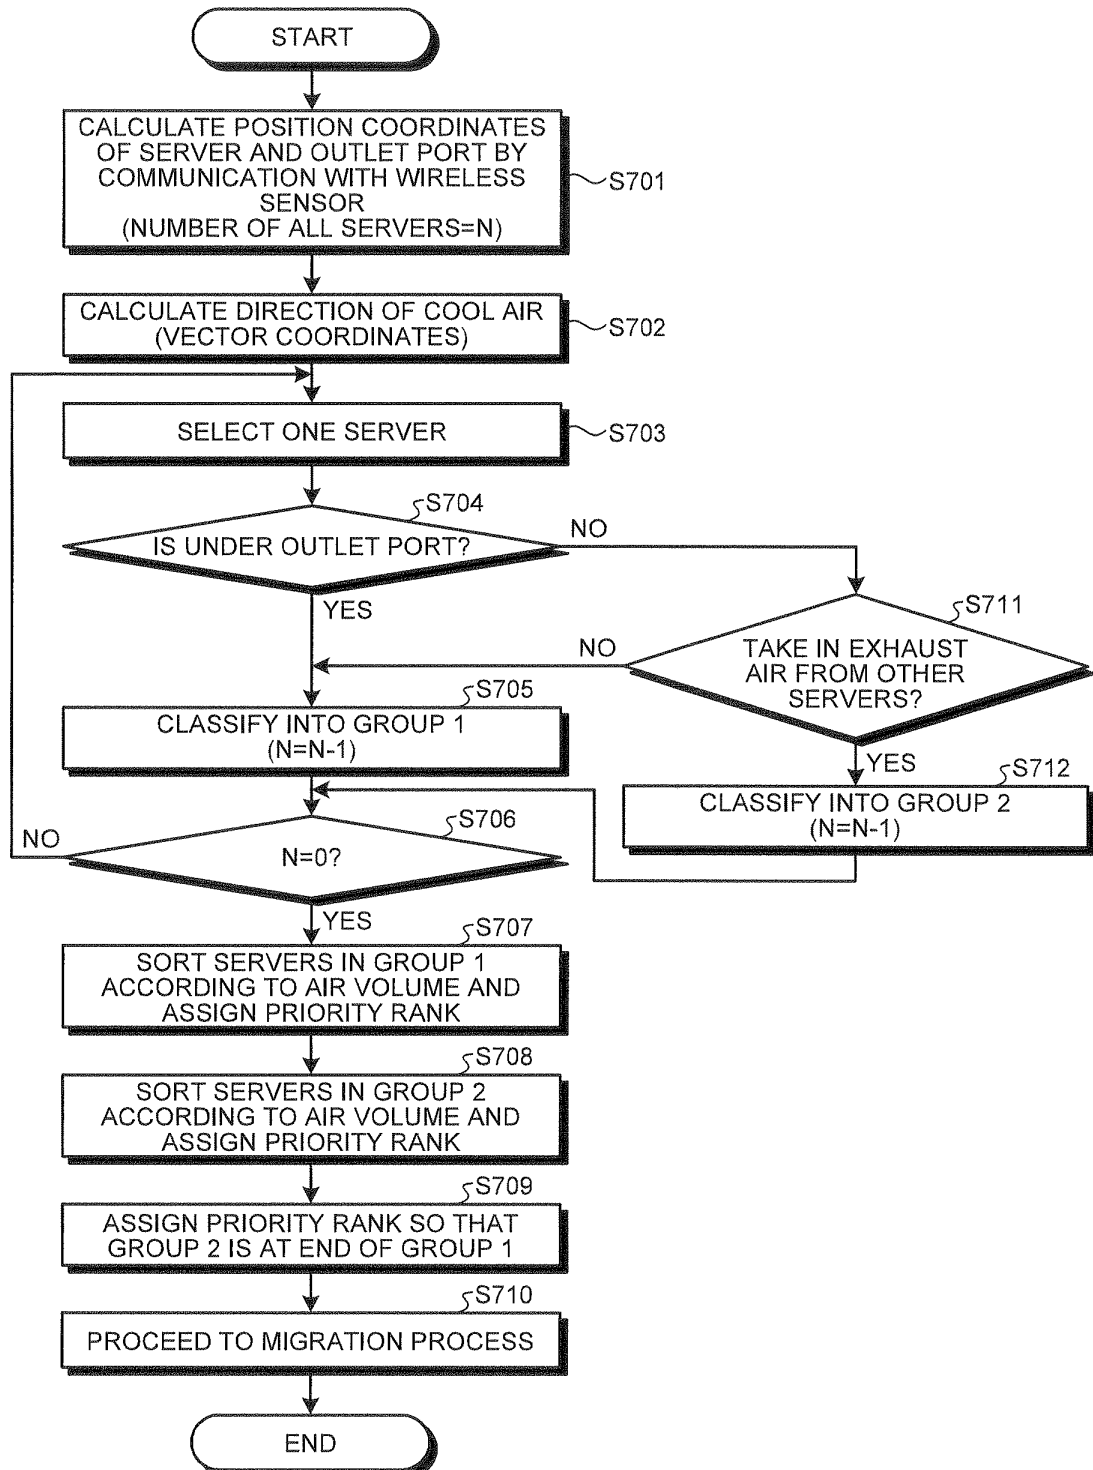 START
CALCULATE POSITION COORDINATES
OF SERVER AND OUTLET PORT BY
COMMUNICATION WITH WIRELESS
SENSOR
(NUMBER OF ALL SERVERS=N)
S701
CALCULATE DIRECTION OF COOL AIR
(VECTOR COORDINATES)
S702
SELECT ONE SERVER
S703
S704
IS UNDER OUTLET PORT?
NO
YES
S711
TAKE IN EXHAUST
AIR FROM OTHER
SERVERS?
NO
YES
S705
CLASSIFY INTO GROUP 1
(N=N-1)
S712
CLASSIFY INTO GROUP 2
(N=N-1)
S706
N=0?
NO
YES
S707
SORT SERVERS IN GROUP 1
ACCORDING TO AIR VOLUME AND
ASSIGN PRIORITY RANK
S708
SORT SERVERS IN GROUP 2
ACCORDING TO AIR VOLUME AND
ASSIGN PRIORITY RANK
S709
ASSIGN PRIORITY RANK SO THAT
GROUP 2 IS AT END OF GROUP 1
S710
PROCEED TO MIGRATION PROCESS
END